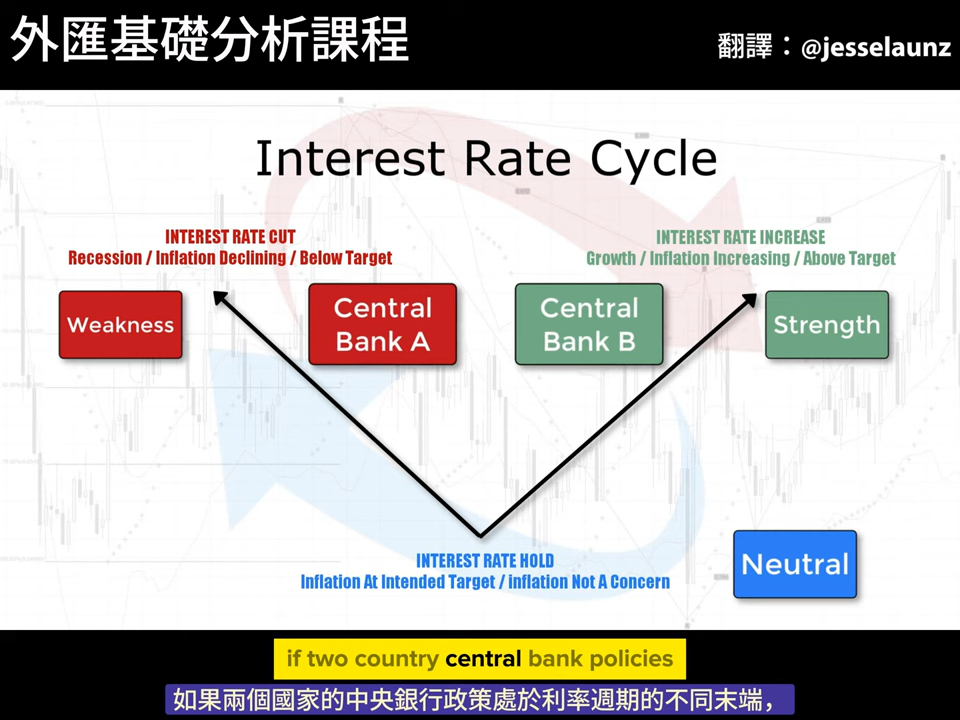 外匯基礎分析課程
翻譯：@jesselaunz
Interest Rate Cycle
INTEREST RATE CUT
Recession / Inflation Declining / Below Target
INTEREST RATE INCREASE
Growth / Inflation Increasing / Above Target
Weakness
Central
Bank A
Central
Bank B
Strength
INTEREST RATE HOLD
Inflation At Intended Target / inflation Not A Concern
Neutral
if two country central bank policies
如果兩個國家的中央銀行政策處於利率週期的不同末端，